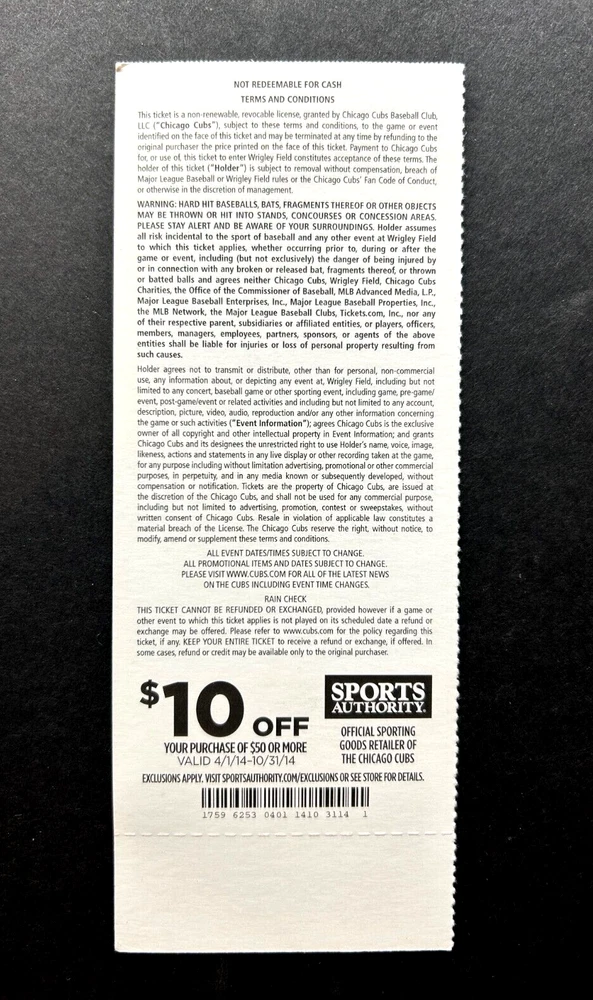 NOT REDEEMABLE FOR CASH
TERMS AND CONDITIONS
This ticket is a non-renewable, revocable license, granted by Chicago Cubs Baseball Club,
LLC ("Chicago Cubs"), subject to these terms and conditions, to the game or event
identified on the face of this ticket and may be terminated at any time by refunding to the
original purchaser the price printed on the face of this ticket. Payment to Chicago Cubs
for, or use of, this ticket to enter Wrigley Field constitutes acceptance of these terms. The
holder of this ticket ("Holder") is subject to removal without compensation, breach of
Major League Baseball or Wrigley Field rules or the Chicago Cubs' Fan Code of Conduct,
or otherwise in the discretion of management.
WARNING: HARD HIT BASEBALLS, BATS, FRAGMENTS THEREOF OR OTHER OBJECTS
MAY BE THROWN OR HIT INTO STANDS, CONCOURSES OR CONCESSION AREAS.
PLEASE STAY ALERT AND BE AWARE OF YOUR SURROUNDINGS. Holder assumes
all risk incidental to the sport of baseball and any other event at Wrigley Field
to which this ticket applies, whether occurring prior to, during or after the
game or event, including (but not exclusively) the danger of being injured by
or in connection with any broken or released bat, fragments thereof, or thrown
or batted balls and agrees neither Chicago Cubs, Wrigley Field, Chicago Cubs
Charities, the Office of the Commissioner of Baseball, MLB Advanced Media, L.P.,
Major League Baseball Enterprises, Inc., Major League Baseball Properties, Inc.,
the MLB Network, the Major League Baseball Clubs, Tickets.com, Inc., nor any
of their respective parent, subsidiaries or affiliated entities, or players, officers,
members, managers, employees, partners, sponsors, or agents of the above
entities shall be liable for injuries or loss of personal property resulting from
such causes.
Holder agrees not to transmit or distribute, other than for personal, non-commercial
use, any information about, or depicting any event at, Wrigley Field, including but not
limited to any concert, baseball game or other sporting event, including game, pre-game/
event, post-game/event or related activities and including but not limited to any account,
description, picture, video, audio, reproduction and/or any other information concerning
the game or such activities ("Event Information"); agrees Chicago Cubs is the exclusive
owner of all copyright and other intellectual property in Event Information; and grants
Chicago Cubs and its designees the unrestricted right to use Holder's name, voice, image,
likeness, actions and statements in any live display or other recording taken at the game,
for any purpose including without limitation advertising, promotional or other commercial
purposes, in perpetuity, and in any media known or subsequently developed, without
compensation or notification. Tickets are the property of Chicago Cubs, are issued at
the discretion of the Chicago Cubs, and shall not be used for any commercial purpose,
including but not limited to advertising, promotion, contest or sweepstakes, without
written consent of Chicago Cubs. Resale in violation of applicable law constitutes a
material breach of the License. The Chicago Cubs reserve the right, without notice, to
modify, amend or supplement these terms and conditions.
ALL EVENT DATES/TIMES SUBJECT TO CHANGE.
ALL PROMOTIONAL ITEMS AND DATES SUBJECT TO CHANGE.
PLEASE VISIT WWW.CUBS.COM FOR ALL OF THE LATEST NEWS
ON THE CUBS INCLUDING EVENT TIME CHANGES.
RAIN CHECK
THIS TICKET CANNOT BE REFUNDED OR EXCHANGED, provided however if a game or
other event to which this ticket applies is not played on its scheduled date a refund or
exchange may be offered. Please refer to www.cubs.com for the policy regarding this
ticket, if any. KEEP YOUR ENTIRE TICKET to receive a refund or exchange, if offered. In
some cases, refund or credit may be available only to the original purchaser.
$10 OFF
YOUR PURCHASE OF $50 OR MORE
VALID 4/1/14-10/31/14
SPORTS
AUTHORITY.
OFFICIAL SPORTING
GOODS RETAILER OF
THE CHICAGO CUBS
EXCLUSIONS APPLY. VISIT SPORTSAUTHORITY.COM/EXCLUSIONS OR SEE STORE FOR DETAILS.
1759 6253 0401 1410 3114 1